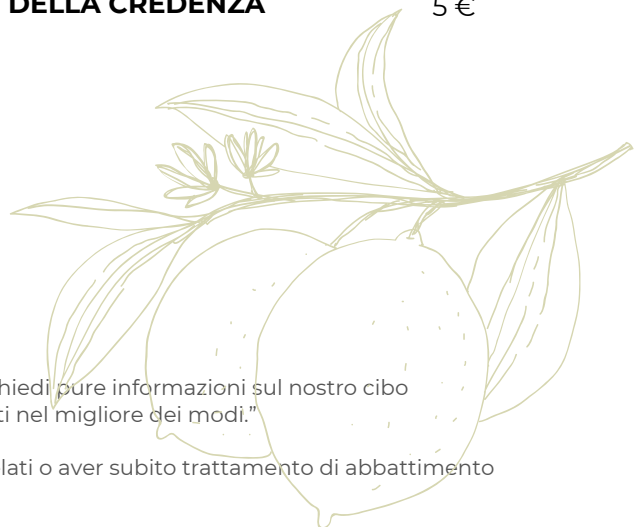 DELLA CREDENZA 5 €
hiedi pure informazioni sul nostro cibo
ti nel migliore dei modi.”
lati o aver subito trattamento di abbattimento